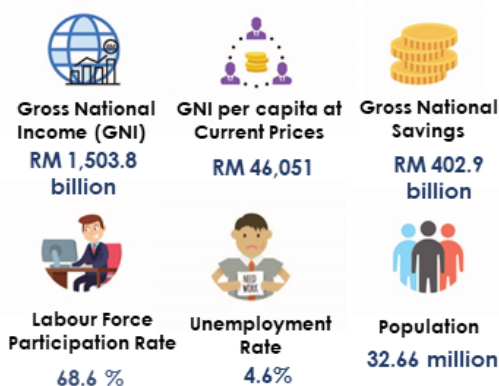 Gross National
Income (GNI)
RM 1,503.8
billion
GNI per capita at
Current Prices
RM 46,051
Gross National
Savings
RM 402.9
billion
Labour Force
Participation Rate
68.6 %
NEED
WORK
Unemployment
Rate
4.6%
Population
32.66 million